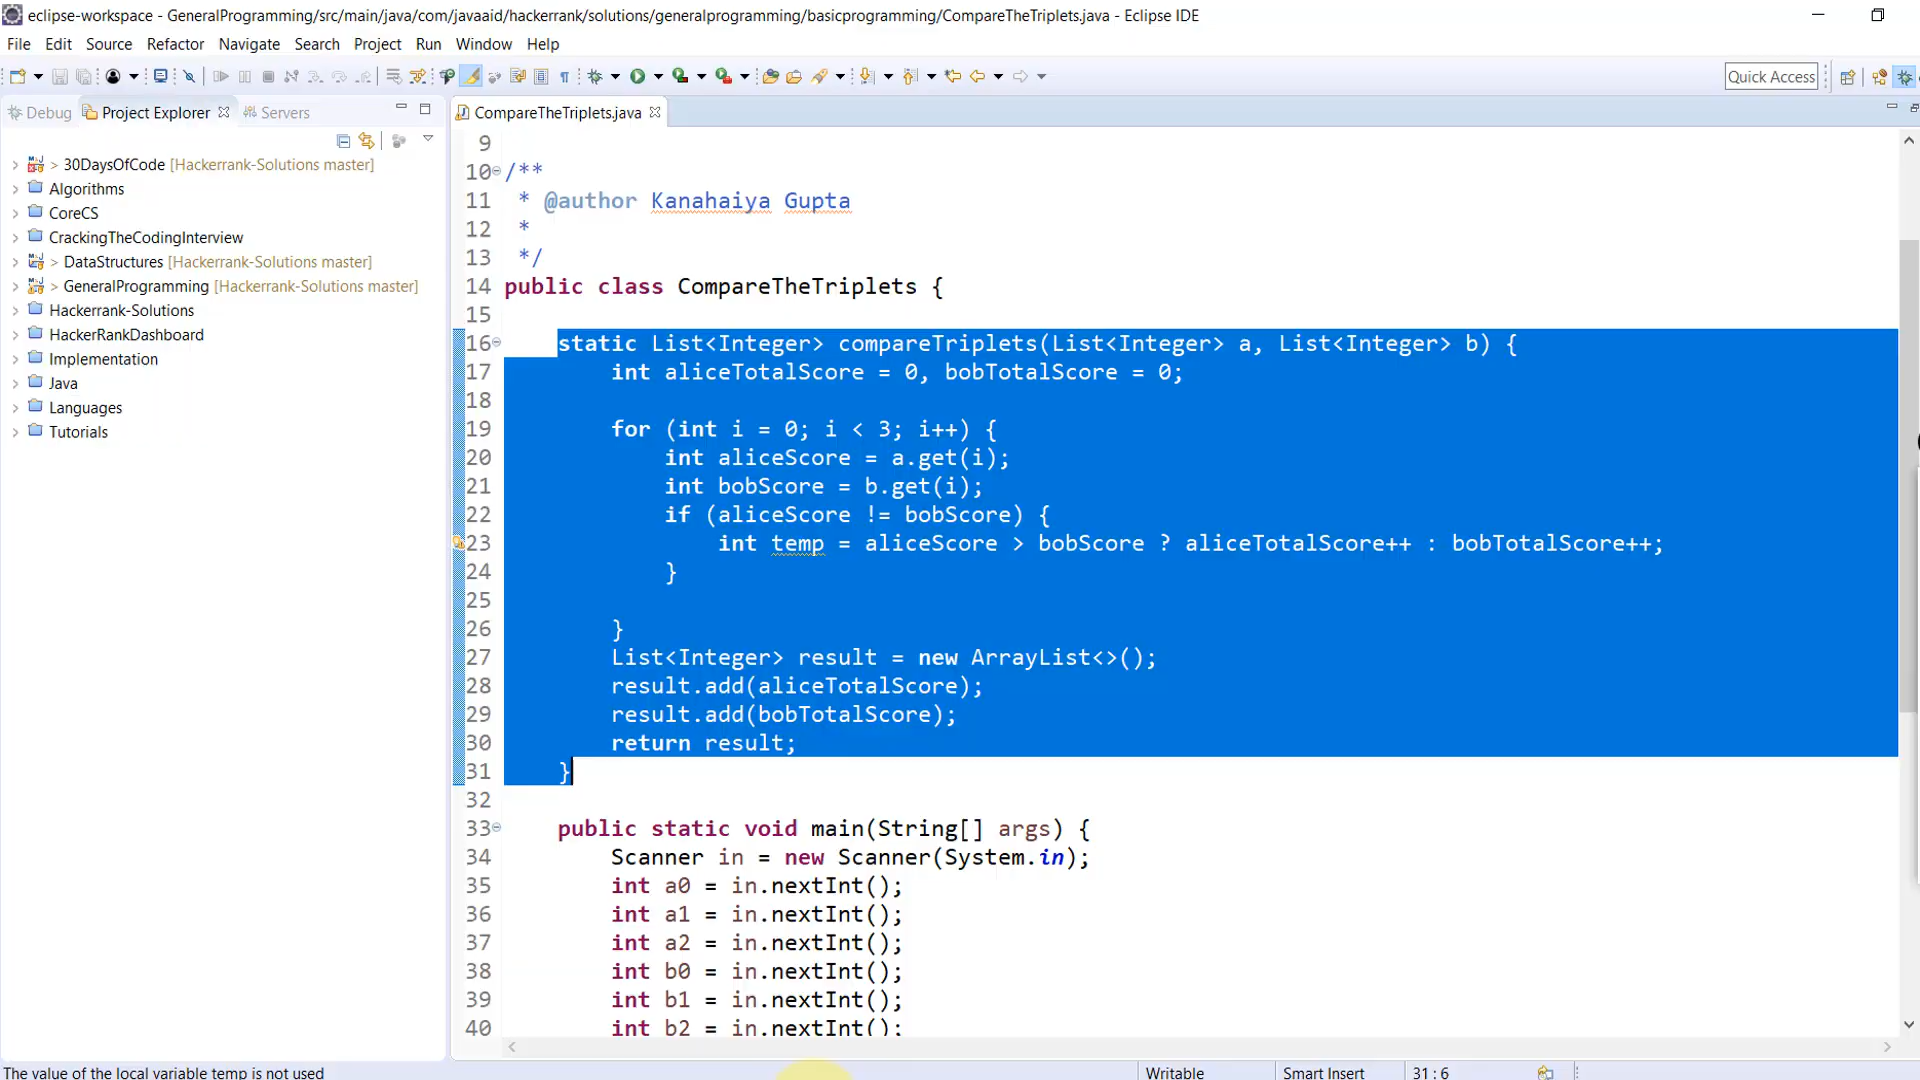 eclipse-workspace - GeneralProgramming/src/main/java/com/javaaid/hackerrank/solutions/generalprogramming/basicprogramming/CompareTheTriplets.java - Eclipse IDE
File Edit Source Refactor Navigate Search Project Run Window Help
Quick Access
Debug Project Explorer Servers
CompareTheTriplets.java
> 30DaysOfCode [Hackerrank-Solutions master]
Algorithms
CoreCS
CrackingTheCodingInterview
> DataStructures [Hackerrank-Solutions master]
> GeneralProgramming [Hackerrank-Solutions master]
Hackerrank-Solutions
HackerRankDashboard
Implementation
Java
Languages
Tutorials
9
10 /**
11  * @author Kanahaiya Gupta
12  *
13  */
14 public class CompareTheTriplets {
15
16     static List<Integer> compareTriplets(List<Integer> a, List<Integer> b) {
17         int aliceTotalScore = 0, bobTotalScore = 0;
18
19         for (int i = 0; i < 3; i++) {
20             int aliceScore = a.get(i);
21             int bobScore = b.get(i);
22             if (aliceScore != bobScore) {
23                 int temp = aliceScore > bobScore ? aliceTotalScore++ : bobTotalScore++;
24             }
25
26         }
27         List<Integer> result = new ArrayList<>();
28         result.add(aliceTotalScore);
29         result.add(bobTotalScore);
30         return result;
31     }
32
33     public static void main(String[] args) {
34         Scanner in = new Scanner(System.in);
35         int a0 = in.nextInt();
36         int a1 = in.nextInt();
37         int a2 = in.nextInt();
38         int b0 = in.nextInt();
39         int b1 = in.nextInt();
40         int b2 = in.nextInt();
The value of the local variable temp is not used
Writable
Smart Insert
31 : 6